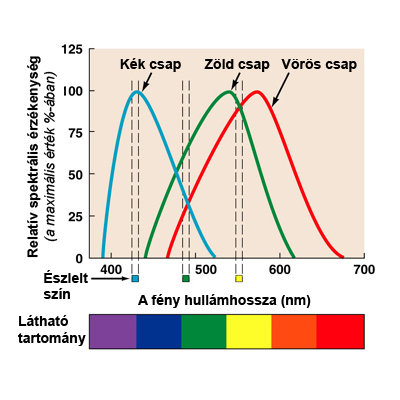 Relatív spektrális érzékenység
(a maximális érték %-ában)
125
100
75
50
25
0
Kék csap
Zöld csap
Vörös csap
400
500
600
700
Észlelt
szín
A fény hullámhossza (nm)
Látható
tartomány